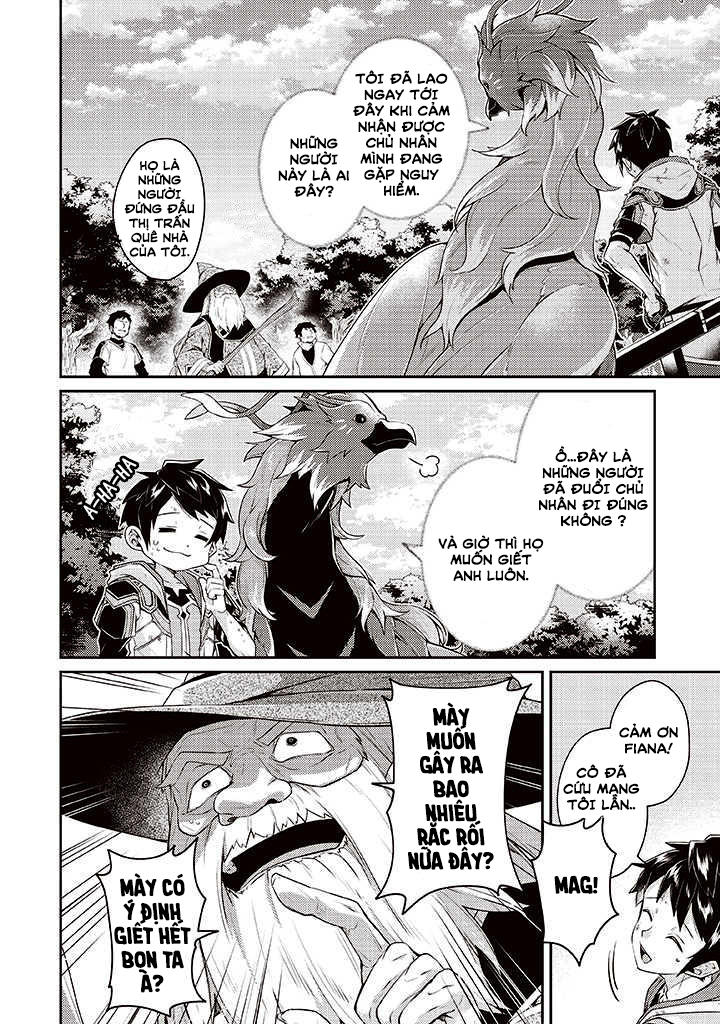 TÔI ĐÃ LAO
NGAY TỚI
ĐÂY KHI CẢM
NHẬN ĐƯỢC
CHỦ NHÂN
MÌNH ĐANG
GẶP NGUY
HIỂM.
NHỮNG
NGƯỜI
NÀY LÀ AI
ĐÂY?
HỌ LÀ
NHỮNG
NGƯỜI
ĐỨNG ĐẦU
THỊ TRẤN
QUÊ NHÀ
CỦA TÔI.
Ồ...ĐÂY LÀ
NHỮNG NGƯỜI
ĐÃ ĐUỔI CHỦ
NHÂN ĐI ĐÚNG
KHÔNG ?
VÀ GIỜ THÌ HỌ
MUỐN GIẾT
ANH LUÔN.
A-HA-HA
CẢM ƠN
FIANA!
CÔ ĐÃ
CỨU MẠNG
TÔI LẦN..
MAG!
MÀY
MUỐN
GÂY RA
BAO
NHIÊU
RẮC RỐI
NỮA ĐÂY?
MÀY CÓ
Ý ĐỊNH
GIẾT HẾT
BỌN TA
À?